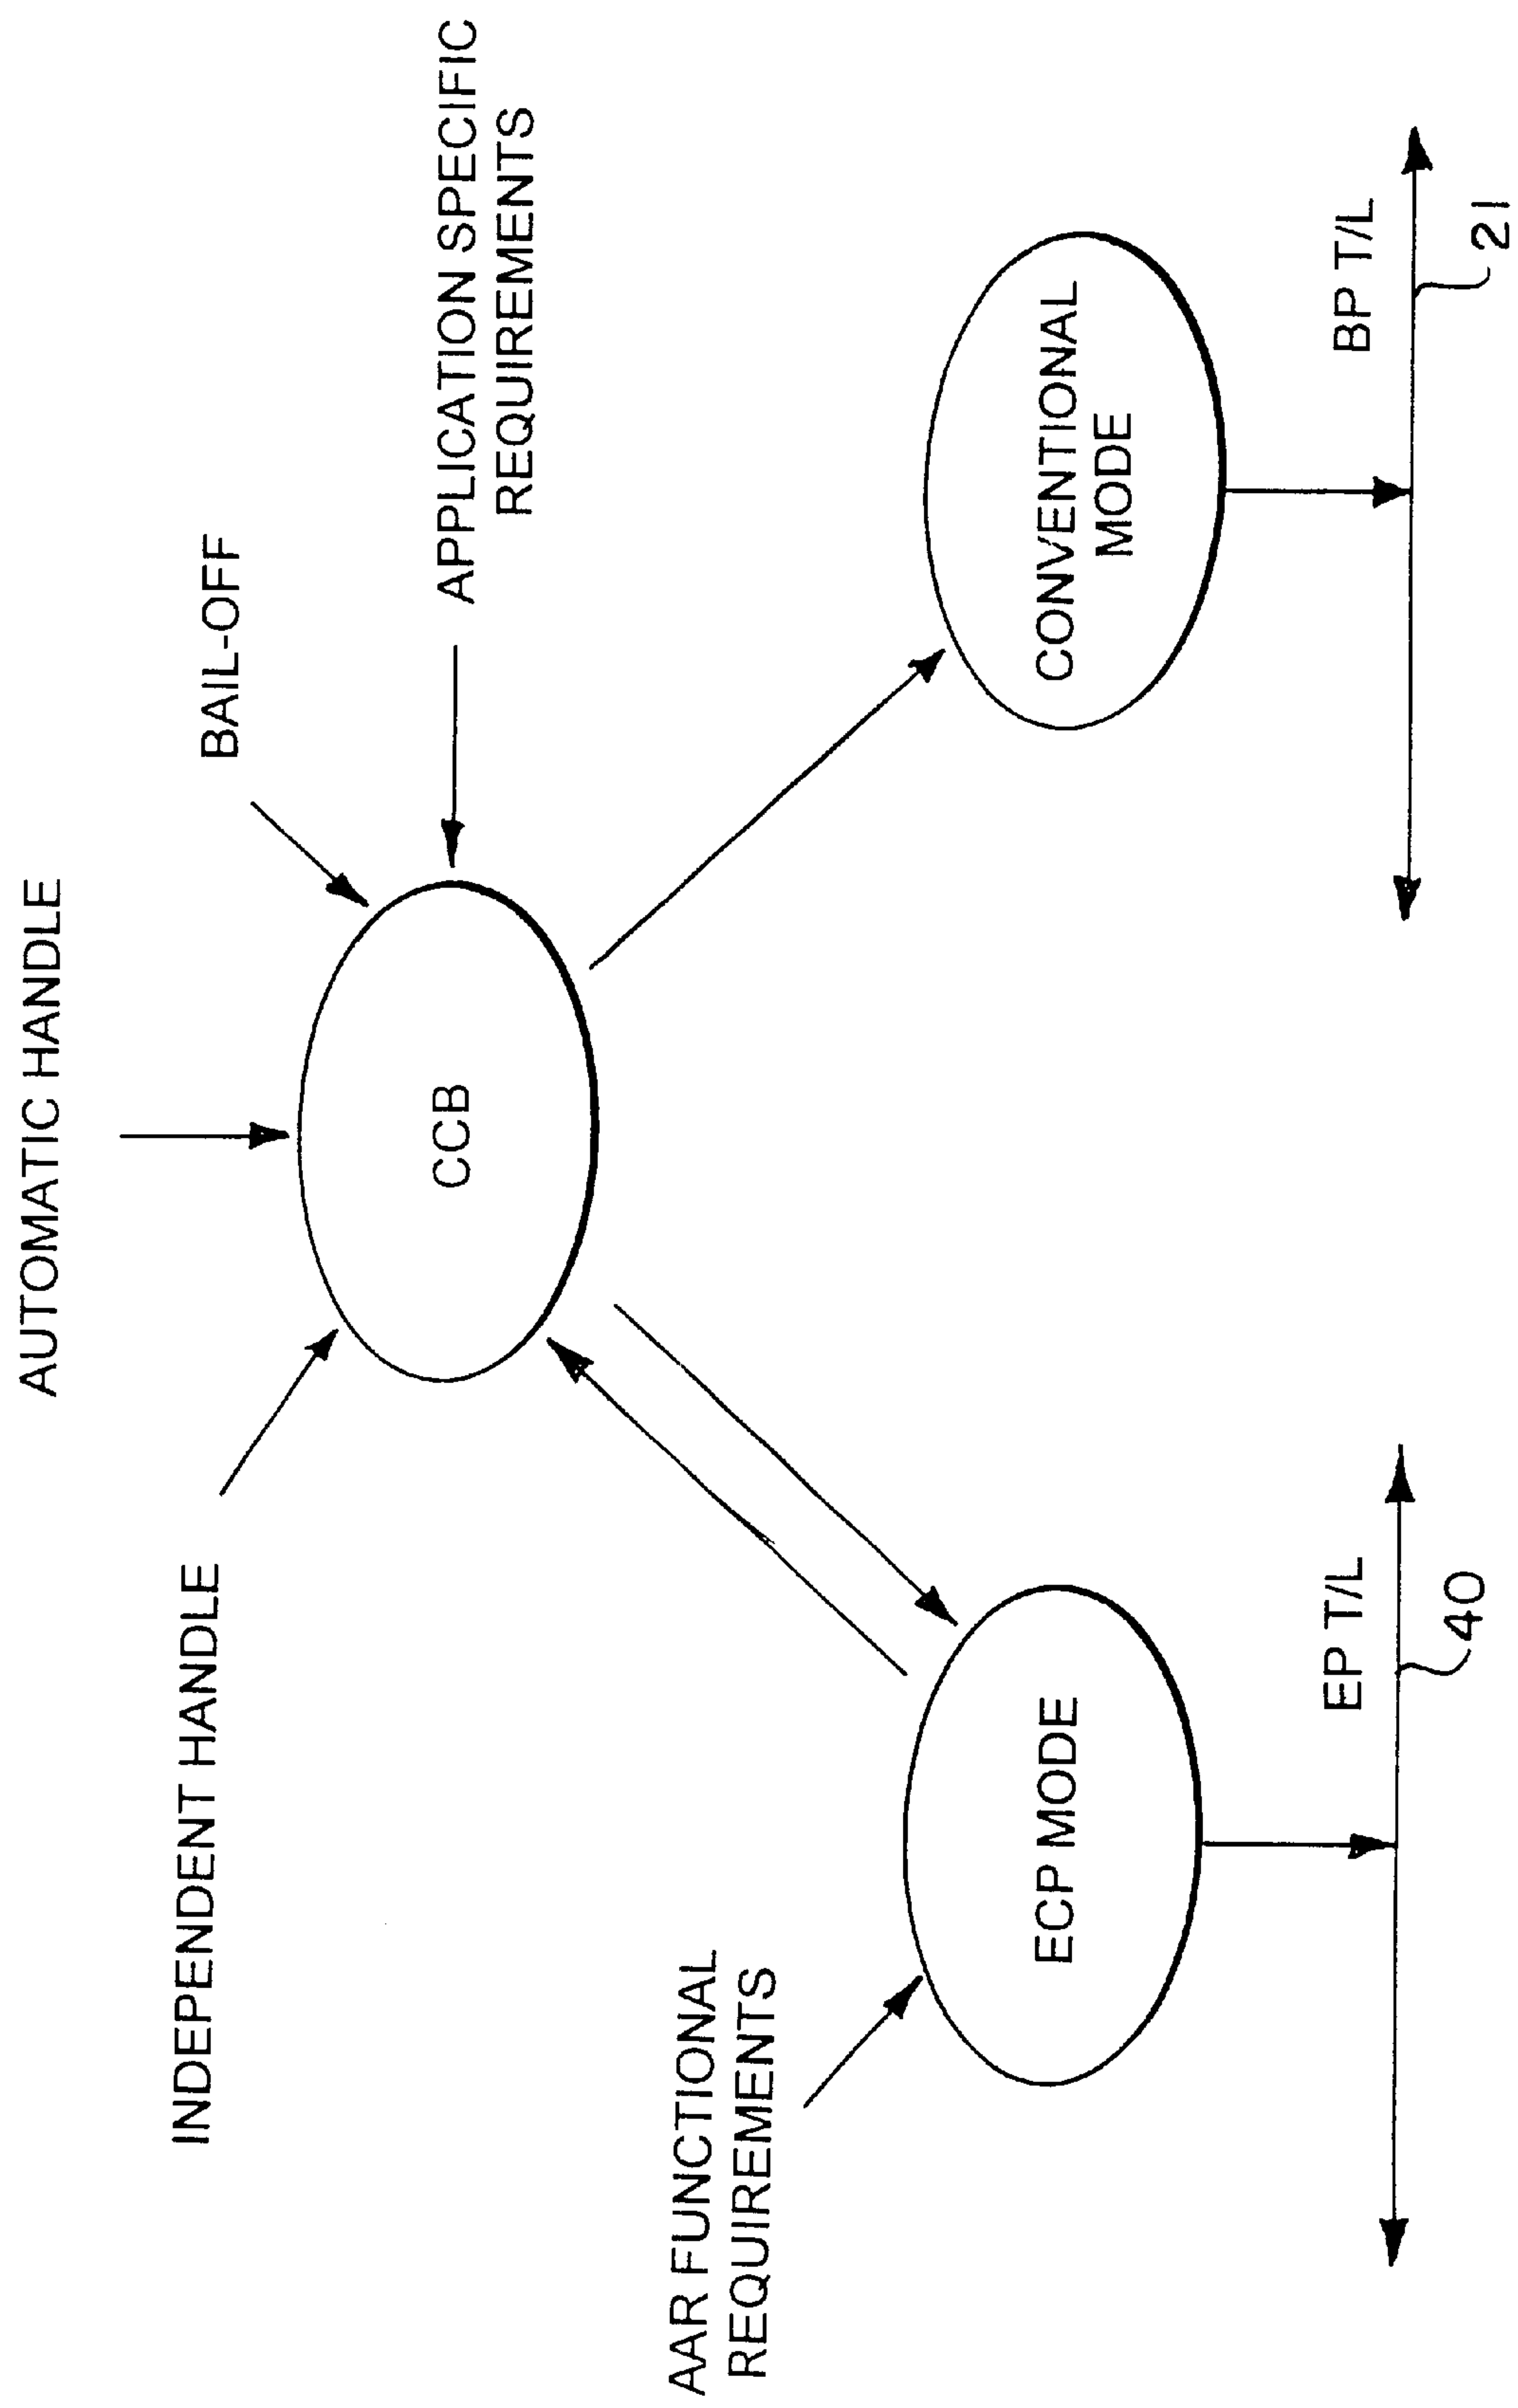 AUTOMATIC HANDLE
INDEPENDENT HANDLE
BAIL-OFF
CCB
APPLICATION SPECIFIC
REQUIREMENTS
AAR FUNCTIONAL
REQUIREMENTS
ECP MODE
CONVENTIONAL
MODE
EP T/L
BP T/L
40
21